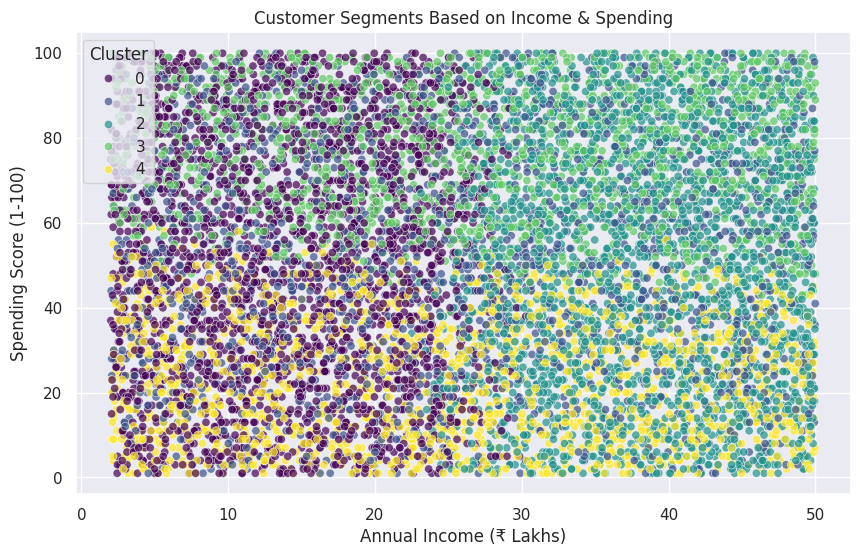 Customer Segments Based on Income & Spending
Cluster
0
1
2
3
4
100
80
60
40
20
0
Spending Score (1-100)
0 10 20 30 40 50
Annual Income (₹ Lakhs)